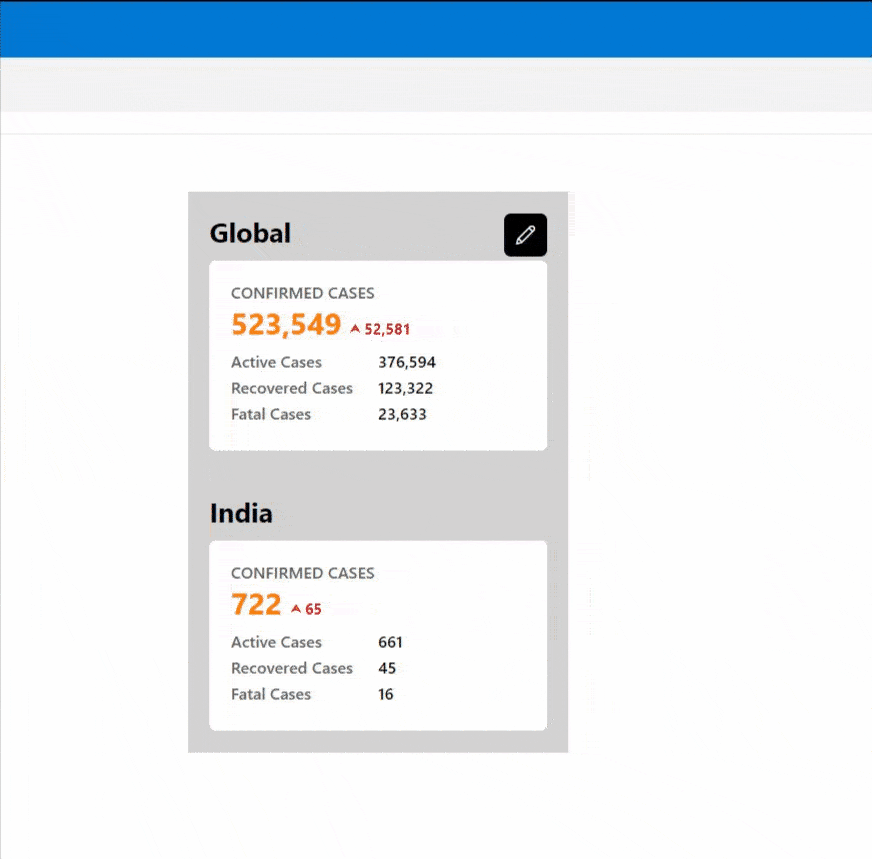 Global
CONFIRMED CASES
523,549 52,581
Active Cases 376,594
Recovered Cases 123,322
Fatal Cases 23,633
India
CONFIRMED CASES
722 65
Active Cases 661
Recovered Cases 45
Fatal Cases 16